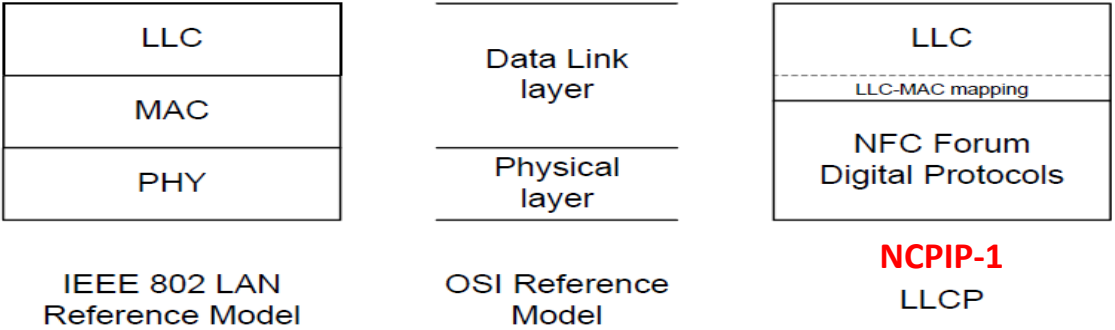 LLC
MAC
PHY
IEEE 802 LAN
Reference Model
Data Link
layer
Physical
layer
OSI Reference
Model
LLC
LLC-MAC mapping
NFC Forum
Digital Protocols
NCPIP-1
LLCP